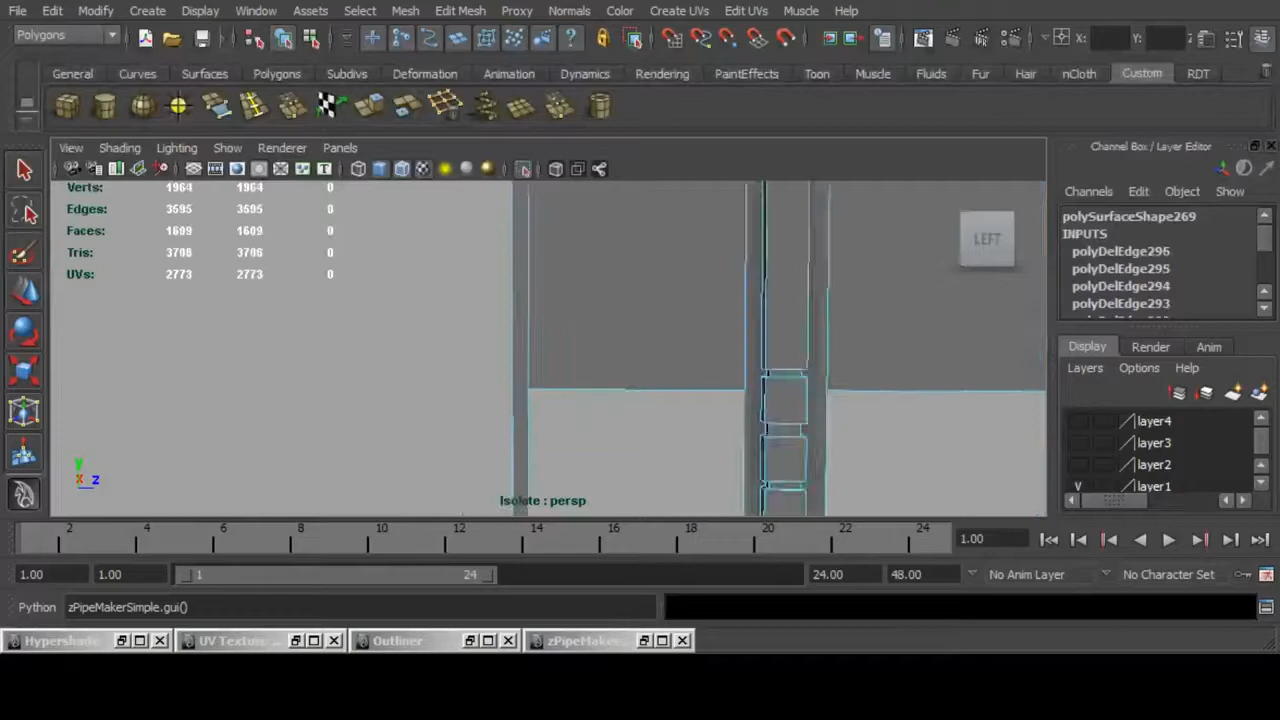 File Edit Modify Create Display Window Assets Select Mesh Edit Mesh Proxy Normals Color Create UVs Edit UVs Muscle Help
Polygons X: Y: Z
General Curves Surfaces Polygons Subdivs Deformation Animation Dynamics Rendering PaintEffects Toon Muscle Fluids Fur Hair nCloth Custom RDT
View Shading Lighting Show Renderer Panels
Channel Box / Layer Editor
Channels Edit Object Show
Verts: 1964 1964 0
Edges: 3595 3595 0
Faces: 1609 1609 0
Tris: 3706 3706 0
UVs: 2773 2773 0
LEFT
polySurfaceShape269
INPUTS
polyDelEdge296
polyDelEdge295
polyDelEdge294
polyDelEdge293
Display Render Anim
Layers Options Help
layer4
layer3
layer2
V layer1
Y
X Z
Isolate : persp
2 4 6 8 10 12 14 16 18 20 22 24 1.00
1.00 1.00 1 24 24.00 48.00 No Anim Layer No Character Set
Python zPipeMakerSimple.gui()
Hypershade UV Textur... Outliner zPipeMake...